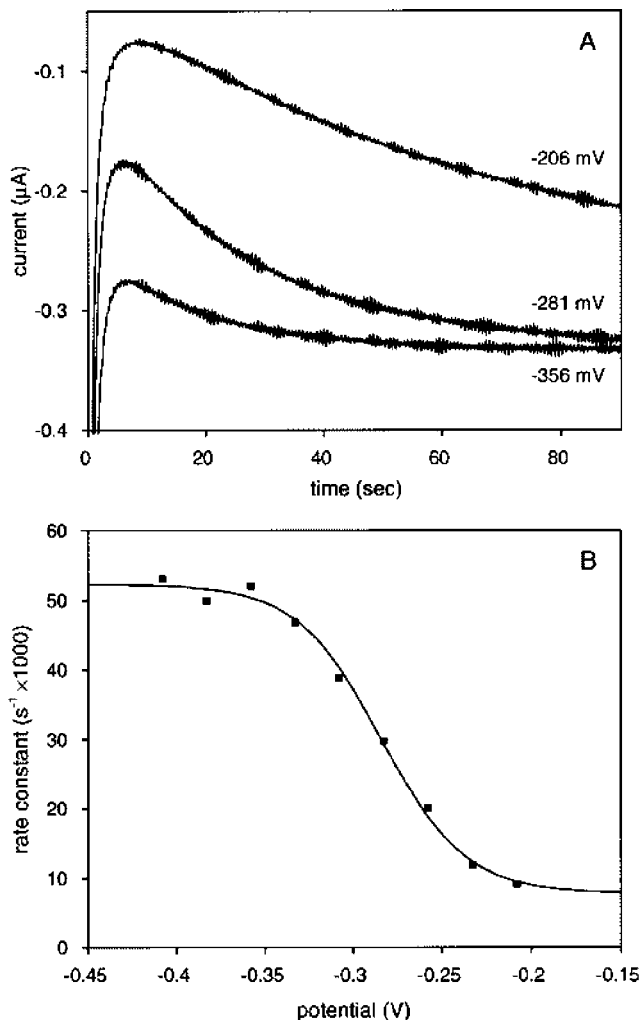 A
-0.1
-0.2
-0.3
-0.4
current (µA)
-206 mV
-281 mV
-356 mV
0
20
40
60
80
time (sec)
B
60
50
40
30
20
10
0
rate constant (s⁻¹ ×1000)
-0.45
-0.4
-0.35
-0.3
-0.25
-0.2
-0.15
potential (V)